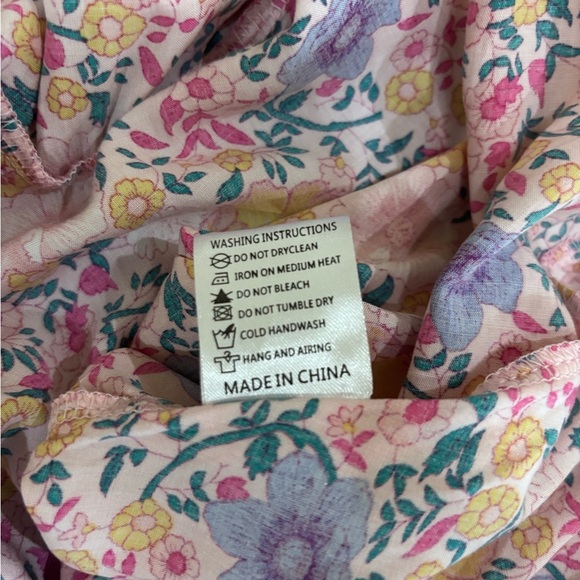 WASHING INSTRUCTIONS
DO NOT DRYCLEAN
IRON ON MEDIUM HEAT
DO NOT BLEACH
DO NOT TUMBLE DRY
COLD HANDWASH
HANG AND AIRING
MADE IN CHINA